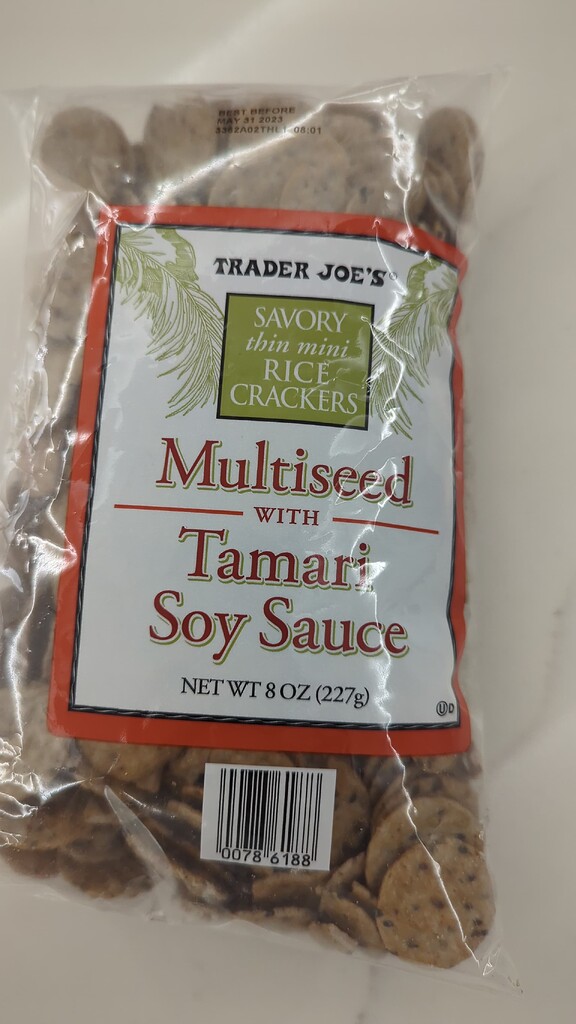 BEST BEFORE
MAY 31 2023
TRADER JOE'S®
SAVORY
thin mini
RICE
CRACKERS
Multiseed
WITH
Tamari
Soy Sauce
NET WT 8 OZ (227g)
U D
0078 6188